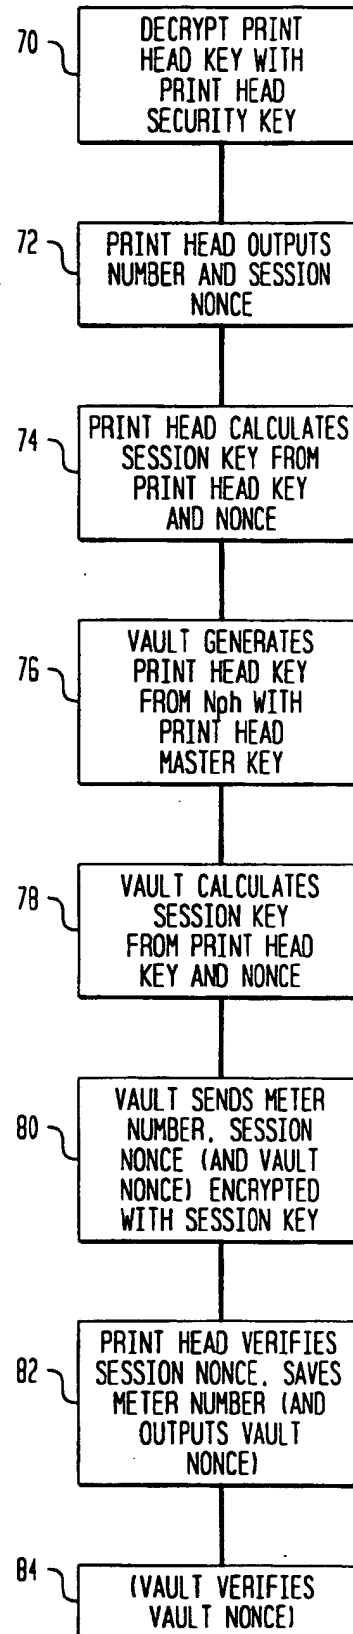 70
DECRYPT PRINT
HEAD KEY WITH
PRINT HEAD
SECURITY KEY
72
PRINT HEAD OUTPUTS
NUMBER AND SESSION
NONCE
74
PRINT HEAD CALCULATES
SESSION KEY FROM
PRINT HEAD KEY
AND NONCE
76
VAULT GENERATES
PRINT HEAD KEY
FROM Nph WITH
PRINT HEAD
MASTER KEY
78
VAULT CALCULATES
SESSION KEY
FROM PRINT HEAD
KEY AND NONCE
80
VAULT SENDS METER
NUMBER, SESSION
NONCE (AND VAULT
NONCE) ENCRYPTED
WITH SESSION KEY
82
PRINT HEAD VERIFIES
SESSION NONCE, SAVES
METER NUMBER (AND
OUTPUTS VAULT
NONCE)
84
(VAULT VERIFIES
VAULT NONCE)